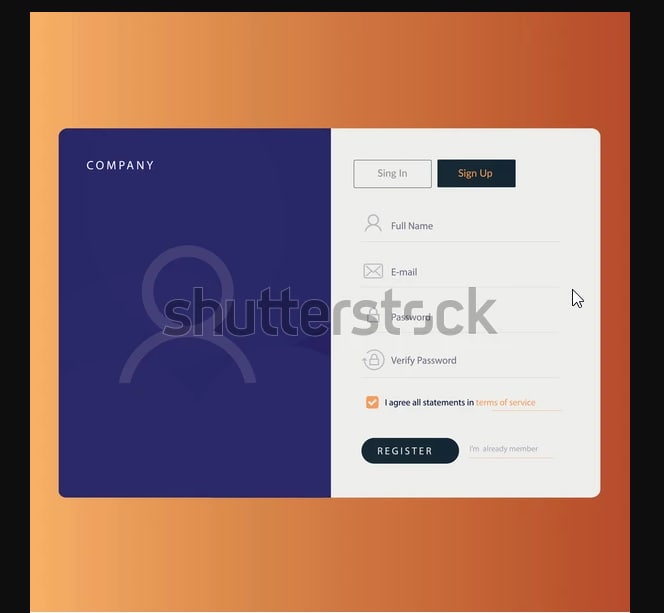 COMPANY
Sing In
Sign Up
Full Name
E-mail
shutterstock
Password
Verify Password
I agree all statements in terms of service
REGISTER
I'm already member